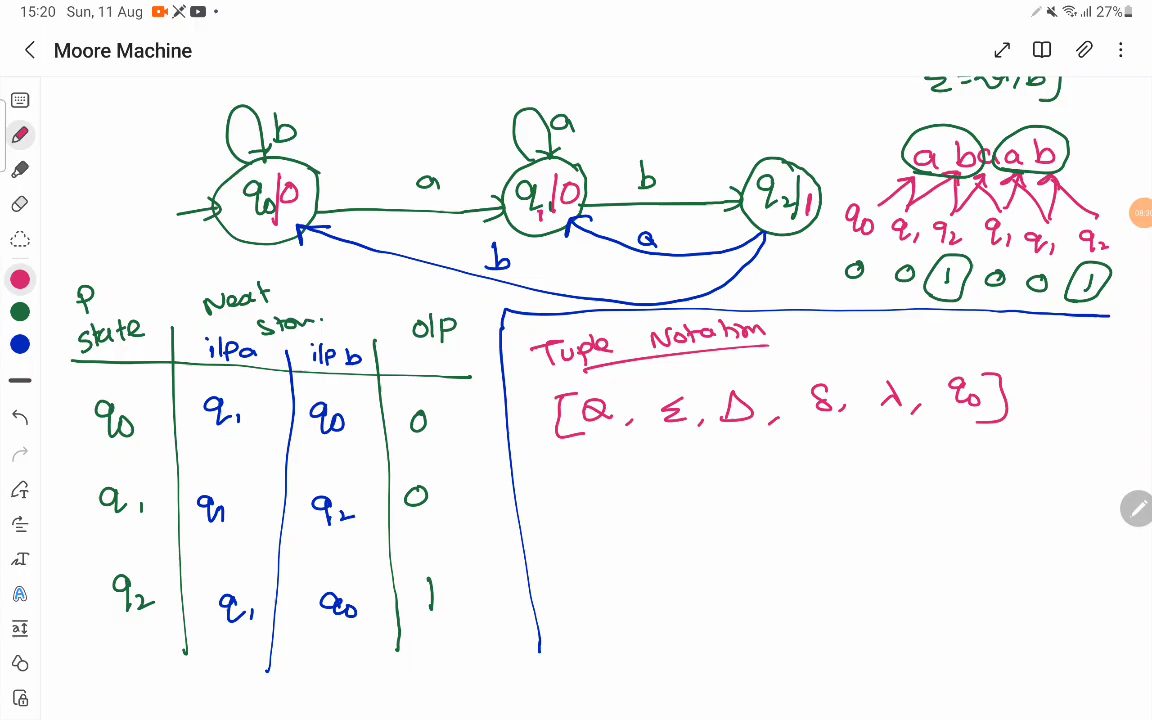 15:20 Sun, 11 Aug 27%
Moore Machine
b
a
a
b
q0/0
q1/0
q2/1
a
b
a b a a b
q0 q1 q2 q1 q1 q2
0 0 1 0 0 1
P state
Next
i/p a i/p b
O/P
q0 q1 q0 0
q1 q1 q2 0
q2 q1 q0 1
Tuple Notation
[Q, Σ, Δ, δ, λ, q0]